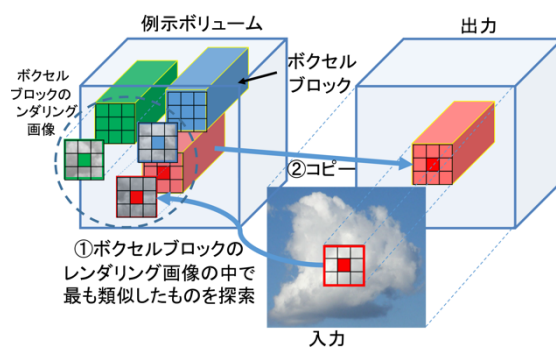 例示ボリューム
出力
ボクセル
ブロックの
ンダリング
画像
ボクセル
ブロック
②コピー
①ボクセルブロックの
レンダリング画像の中で
最も類似したものを探索
入力